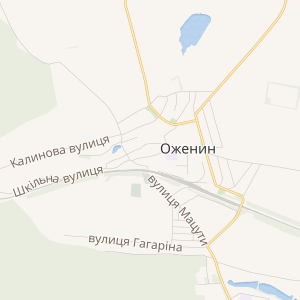 Оженин
Калинова вулиця
Шкільна вулиця
вулиця Мацути
вулиця Гагаріна